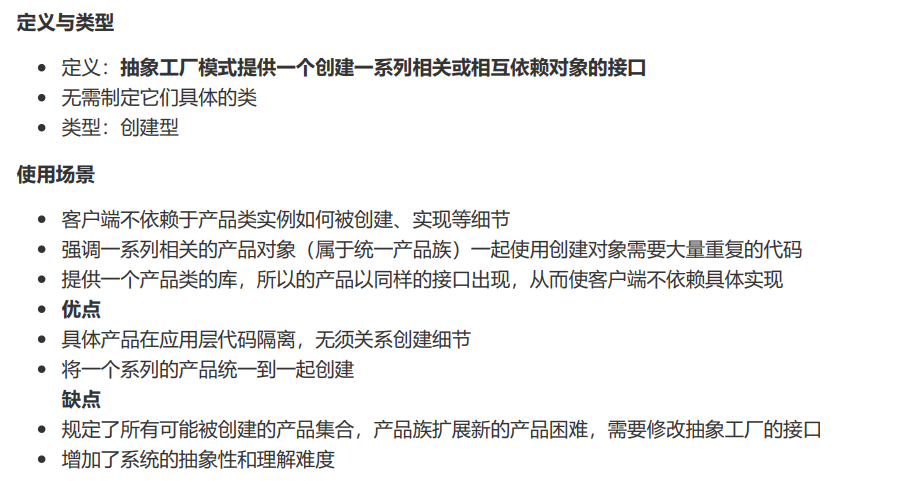 定义与类型
定义：抽象工厂模式提供一个创建一系列相关或相互依赖对象的接口
无需制定它们具体的类
类型：创建型
使用场景
客户端不依赖于产品类实例如何被创建、实现等细节
强调一系列相关的产品对象（属于统一产品族）一起使用创建对象需要大量重复的代码
提供一个产品类的库，所以的产品以同样的接口出现，从而使客户端不依赖具体实现
优点
具体产品在应用层代码隔离，无须关系创建细节
将一个系列的产品统一到一起创建
缺点
规定了所有可能被创建的产品集合，产品族扩展新的产品困难，需要修改抽象工厂的接口
增加了系统的抽象性和理解难度